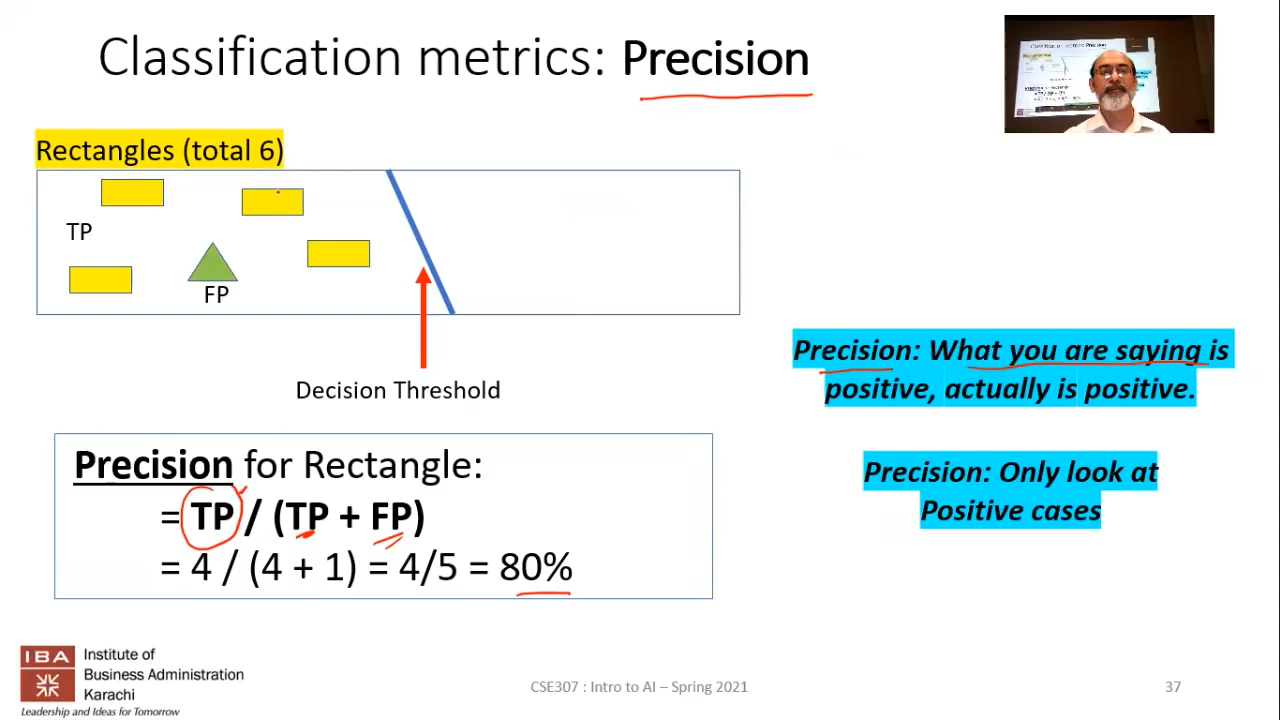 Classification metrics: Precision
Rectangles (total 6)
TP
FP
Decision Threshold
Precision: What you are saying is
positive, actually is positive.
Precision for Rectangle:
= TP / (TP + FP)
= 4 / (4 + 1) = 4/5 = 80%
Precision: Only look at
Positive cases
IBA
Institute of
Business Administration
Karachi
Leadership and Ideas for Tomorrow
CSE307 : Intro to AI – Spring 2021
37